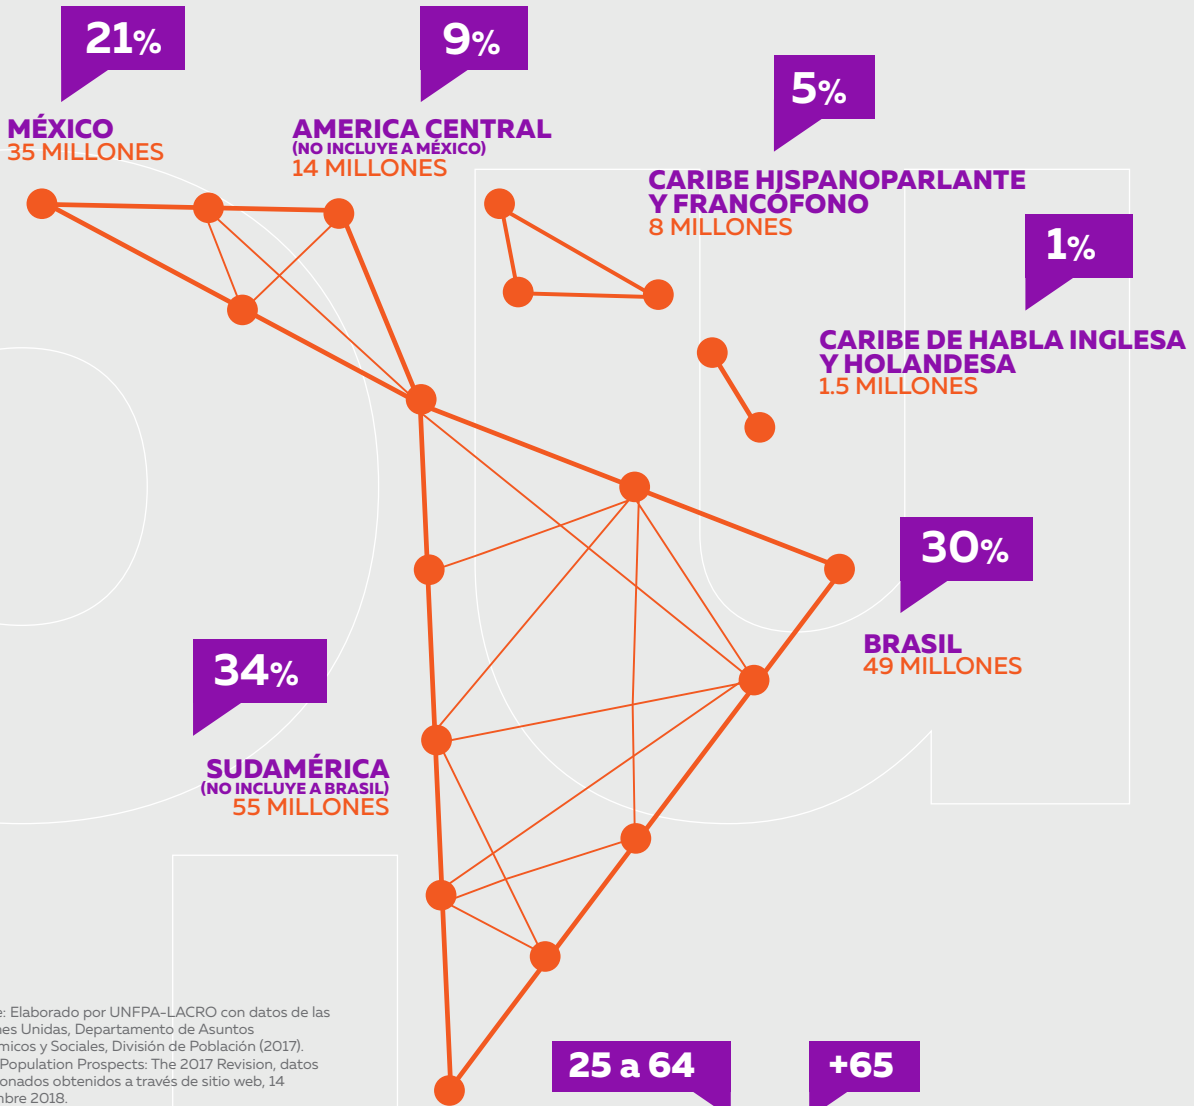 21%
MÉXICO
35 MILLONES
9%
AMERICA CENTRAL
(NO INCLUYE A MÉXICO)
14 MILLONES
5%
CARIBE HISPANOPARLANTE
Y FRANCÓFONO
8 MILLONES
1%
CARIBE DE HABLA INGLESA
Y HOLANDESA
1.5 MILLONES
30%
BRASIL
49 MILLONES
34%
SUDAMÉRICA
(NO INCLUYE A BRASIL)
55 MILLONES
: Elaborado por UNFPA-LACRO con datos de las
Unidas, Departamento de Asuntos
y Sociales, División de Población (2017).
Population Prospects: The 2017 Revision, datos
obtenidos a través de sitio web, 14
2018.
25 a 64
+65